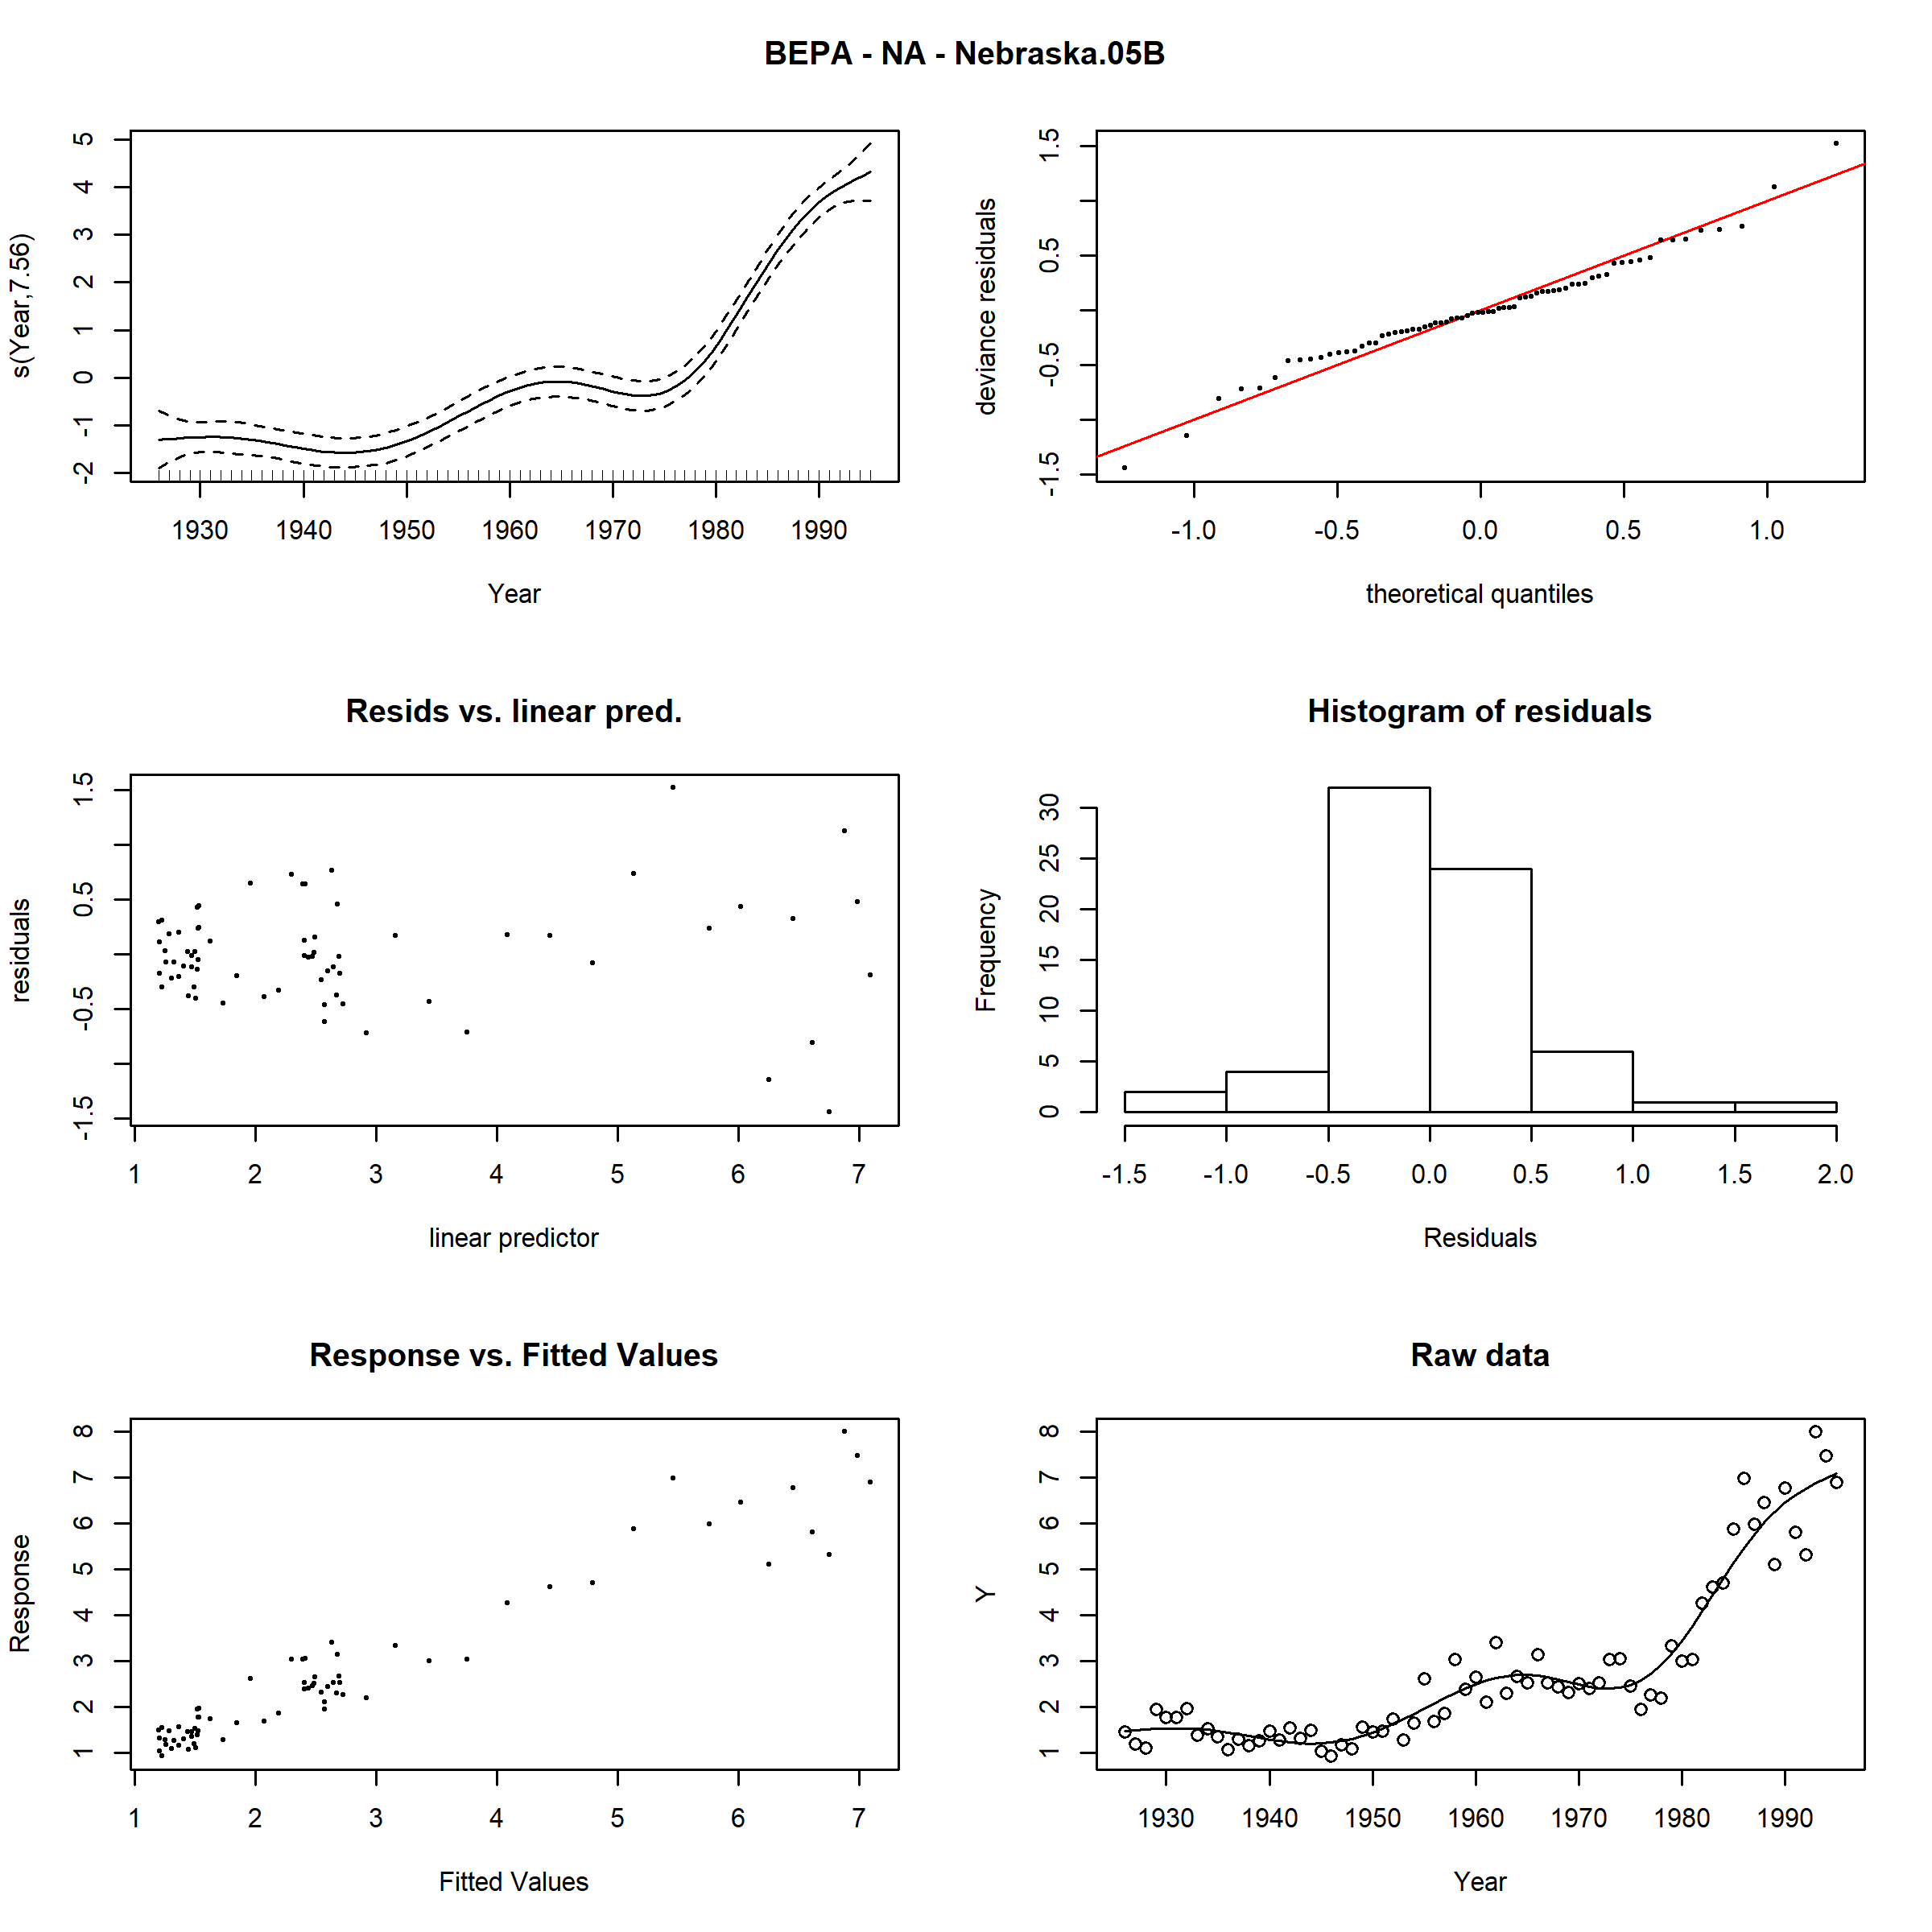 BEPA - NA - Nebraska.05B
s(Year,7.56)
5
4
3
2
1
0
-1
-2
1930 1940 1950 1960 1970 1980 1990
Year
deviance residuals
1.5
0.5
-0.5
-1.5
-1.0 -0.5 0.0 0.5 1.0
theoretical quantiles
Resids vs. linear pred.
residuals
1.5
0.5
-0.5
-1.5
1 2 3 4 5 6 7
linear predictor
Histogram of residuals
Frequency
30
25
20
15
10
5
0
-1.5 -1.0 -0.5 0.0 0.5 1.0 1.5 2.0
Residuals
Response vs. Fitted Values
Response
8
7
6
5
4
3
2
1
1 2 3 4 5 6 7
Fitted Values
Raw data
Y
8
7
6
5
4
3
2
1
1930 1940 1950 1960 1970 1980 1990
Year